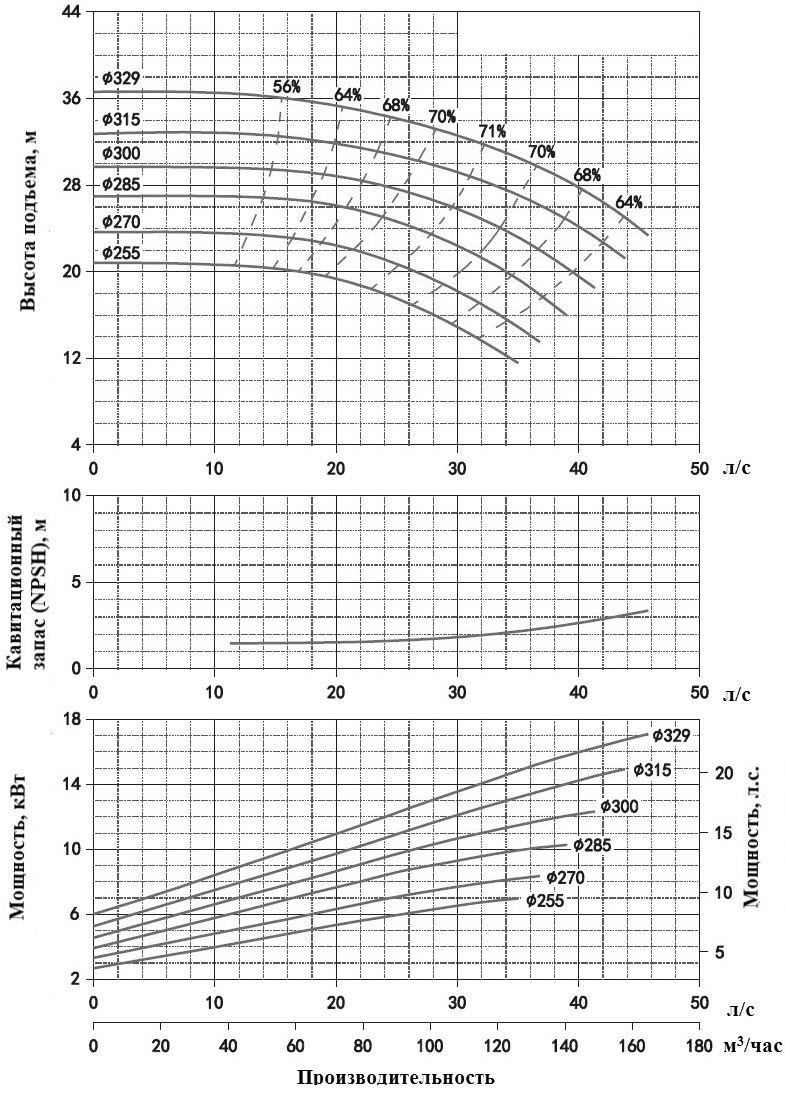 44
ϕ329
56%
64%
68%
36
70%
ϕ315
71%
ϕ300
70%
28
ϕ285
68%
64%
ϕ270
ϕ255
20
12
4
Высота подъема, м
0 10 20 30 40 50 л/с
10
5
0
Кавитационный
запас (NPSH), м
0 10 20 30 40 50 л/с
18
ϕ329
20
ϕ315
14
ϕ300
15
10
ϕ285
ϕ270
10
6
ϕ255
5
2
Мощность, кВт
Мощность, л.с.
0 10 20 30 40 50 л/с
0 20 40 60 80 100 120 140 160 180 м³/час
Производительность